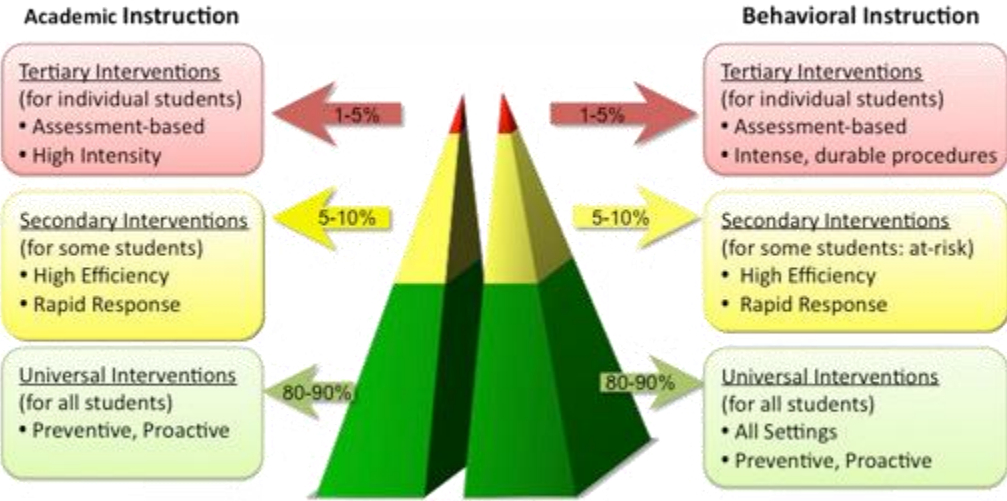 Academic Instruction
Tertiary Interventions
(for individual students)
• Assessment-based
• High Intensity
1-5%
Secondary Interventions
(for some students)
• High Efficiency
• Rapid Response
5-10%
Universal Interventions
(for all students)
• Preventive, Proactive
80-90%
Behavioral Instruction
1-5%
Tertiary Interventions
(for individual students)
• Assessment-based
• Intense, durable procedures
5-10%
Secondary Interventions
(for some students: at-risk)
• High Efficiency
• Rapid Response
80-90%
Universal Interventions
(for all students)
• All Settings
• Preventive, Proactive